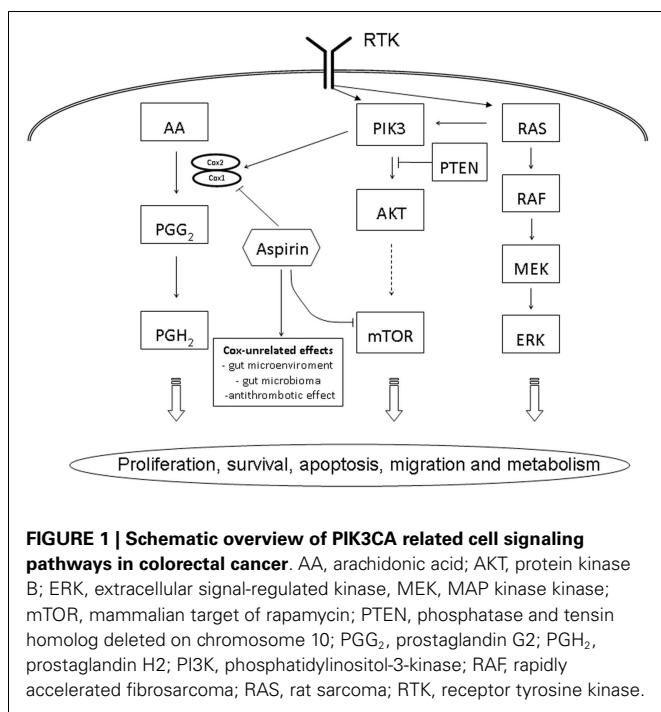 RTK
AA
PIK3
RAS
Cox2
Cox1
PTEN
RAF
PGG₂
AKT
Aspirin
MEK
PGH₂
Cox-unrelated effects
- gut microenviroment
- gut microbioma
-antithrombotic effect
mTOR
ERK
Proliferation, survival, apoptosis, migration and metabolism
FIGURE 1 | Schematic overview of PIK3CA related cell signaling
pathways in colorectal cancer. AA, arachidonic acid; AKT, protein kinase
B; ERK, extracellular signal-regulated kinase, MEK, MAP kinase kinase;
mTOR, mammalian target of rapamycin; PTEN, phosphatase and tensin
homolog deleted on chromosome 10; PGG₂, prostaglandin G2; PGH₂,
prostaglandin H2; PI3K, phosphatidylinositol-3-kinase; RAF, rapidly
accelerated fibrosarcoma; RAS, rat sarcoma; RTK, receptor tyrosine kinase.